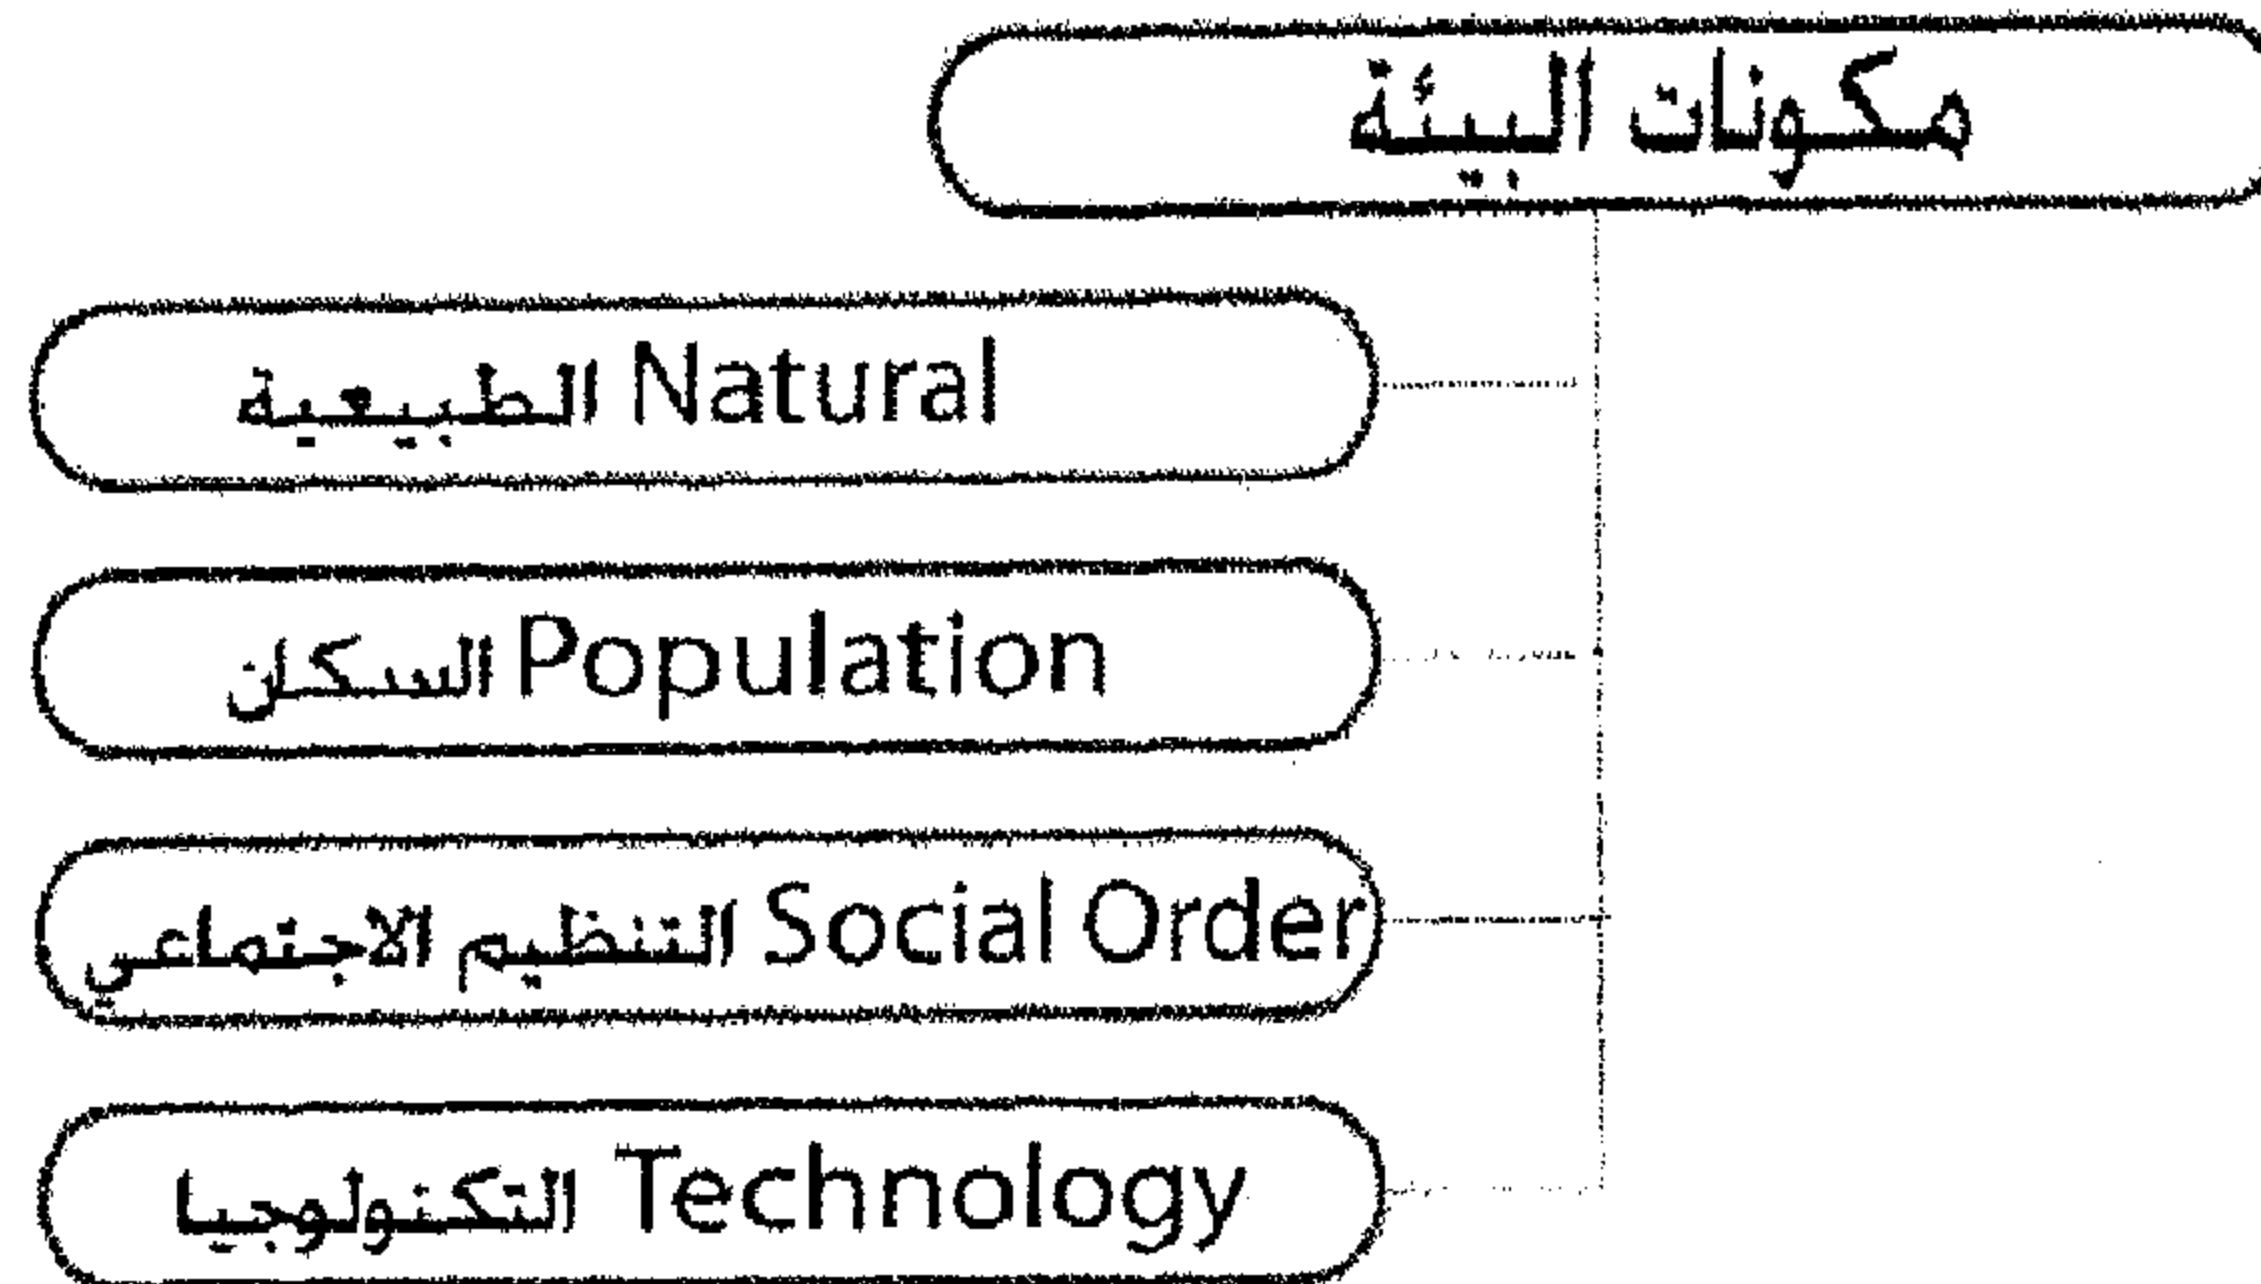 مكونات البيئة
الطبيعية Natural
السكان Population
التنظيم الاجتماعي Social Order
التكنولوجيا Technology